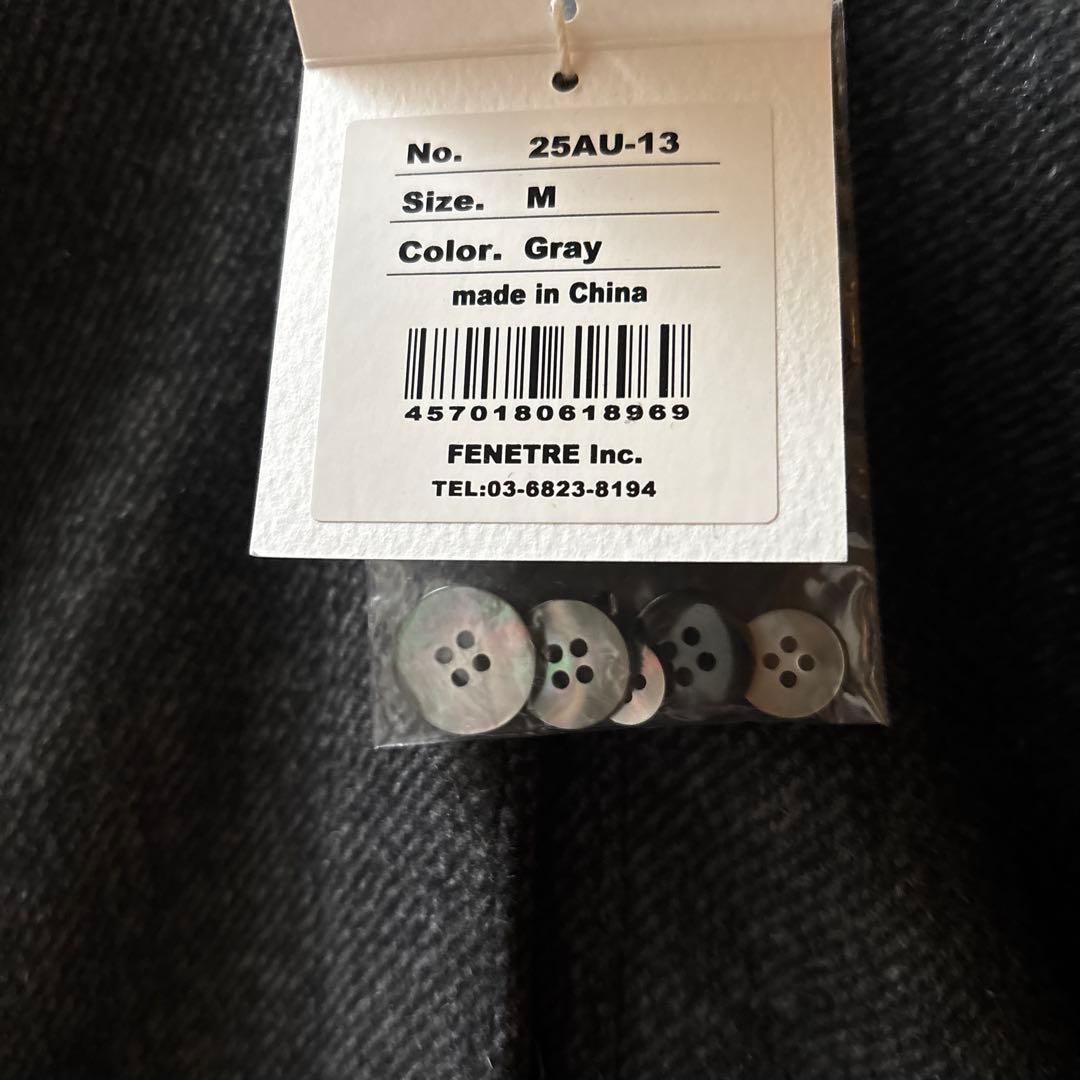 No. 25AU-13
Size. M
Color. Gray
made in China
4570180618969
FENETRE Inc.
TEL:03-6823-8194